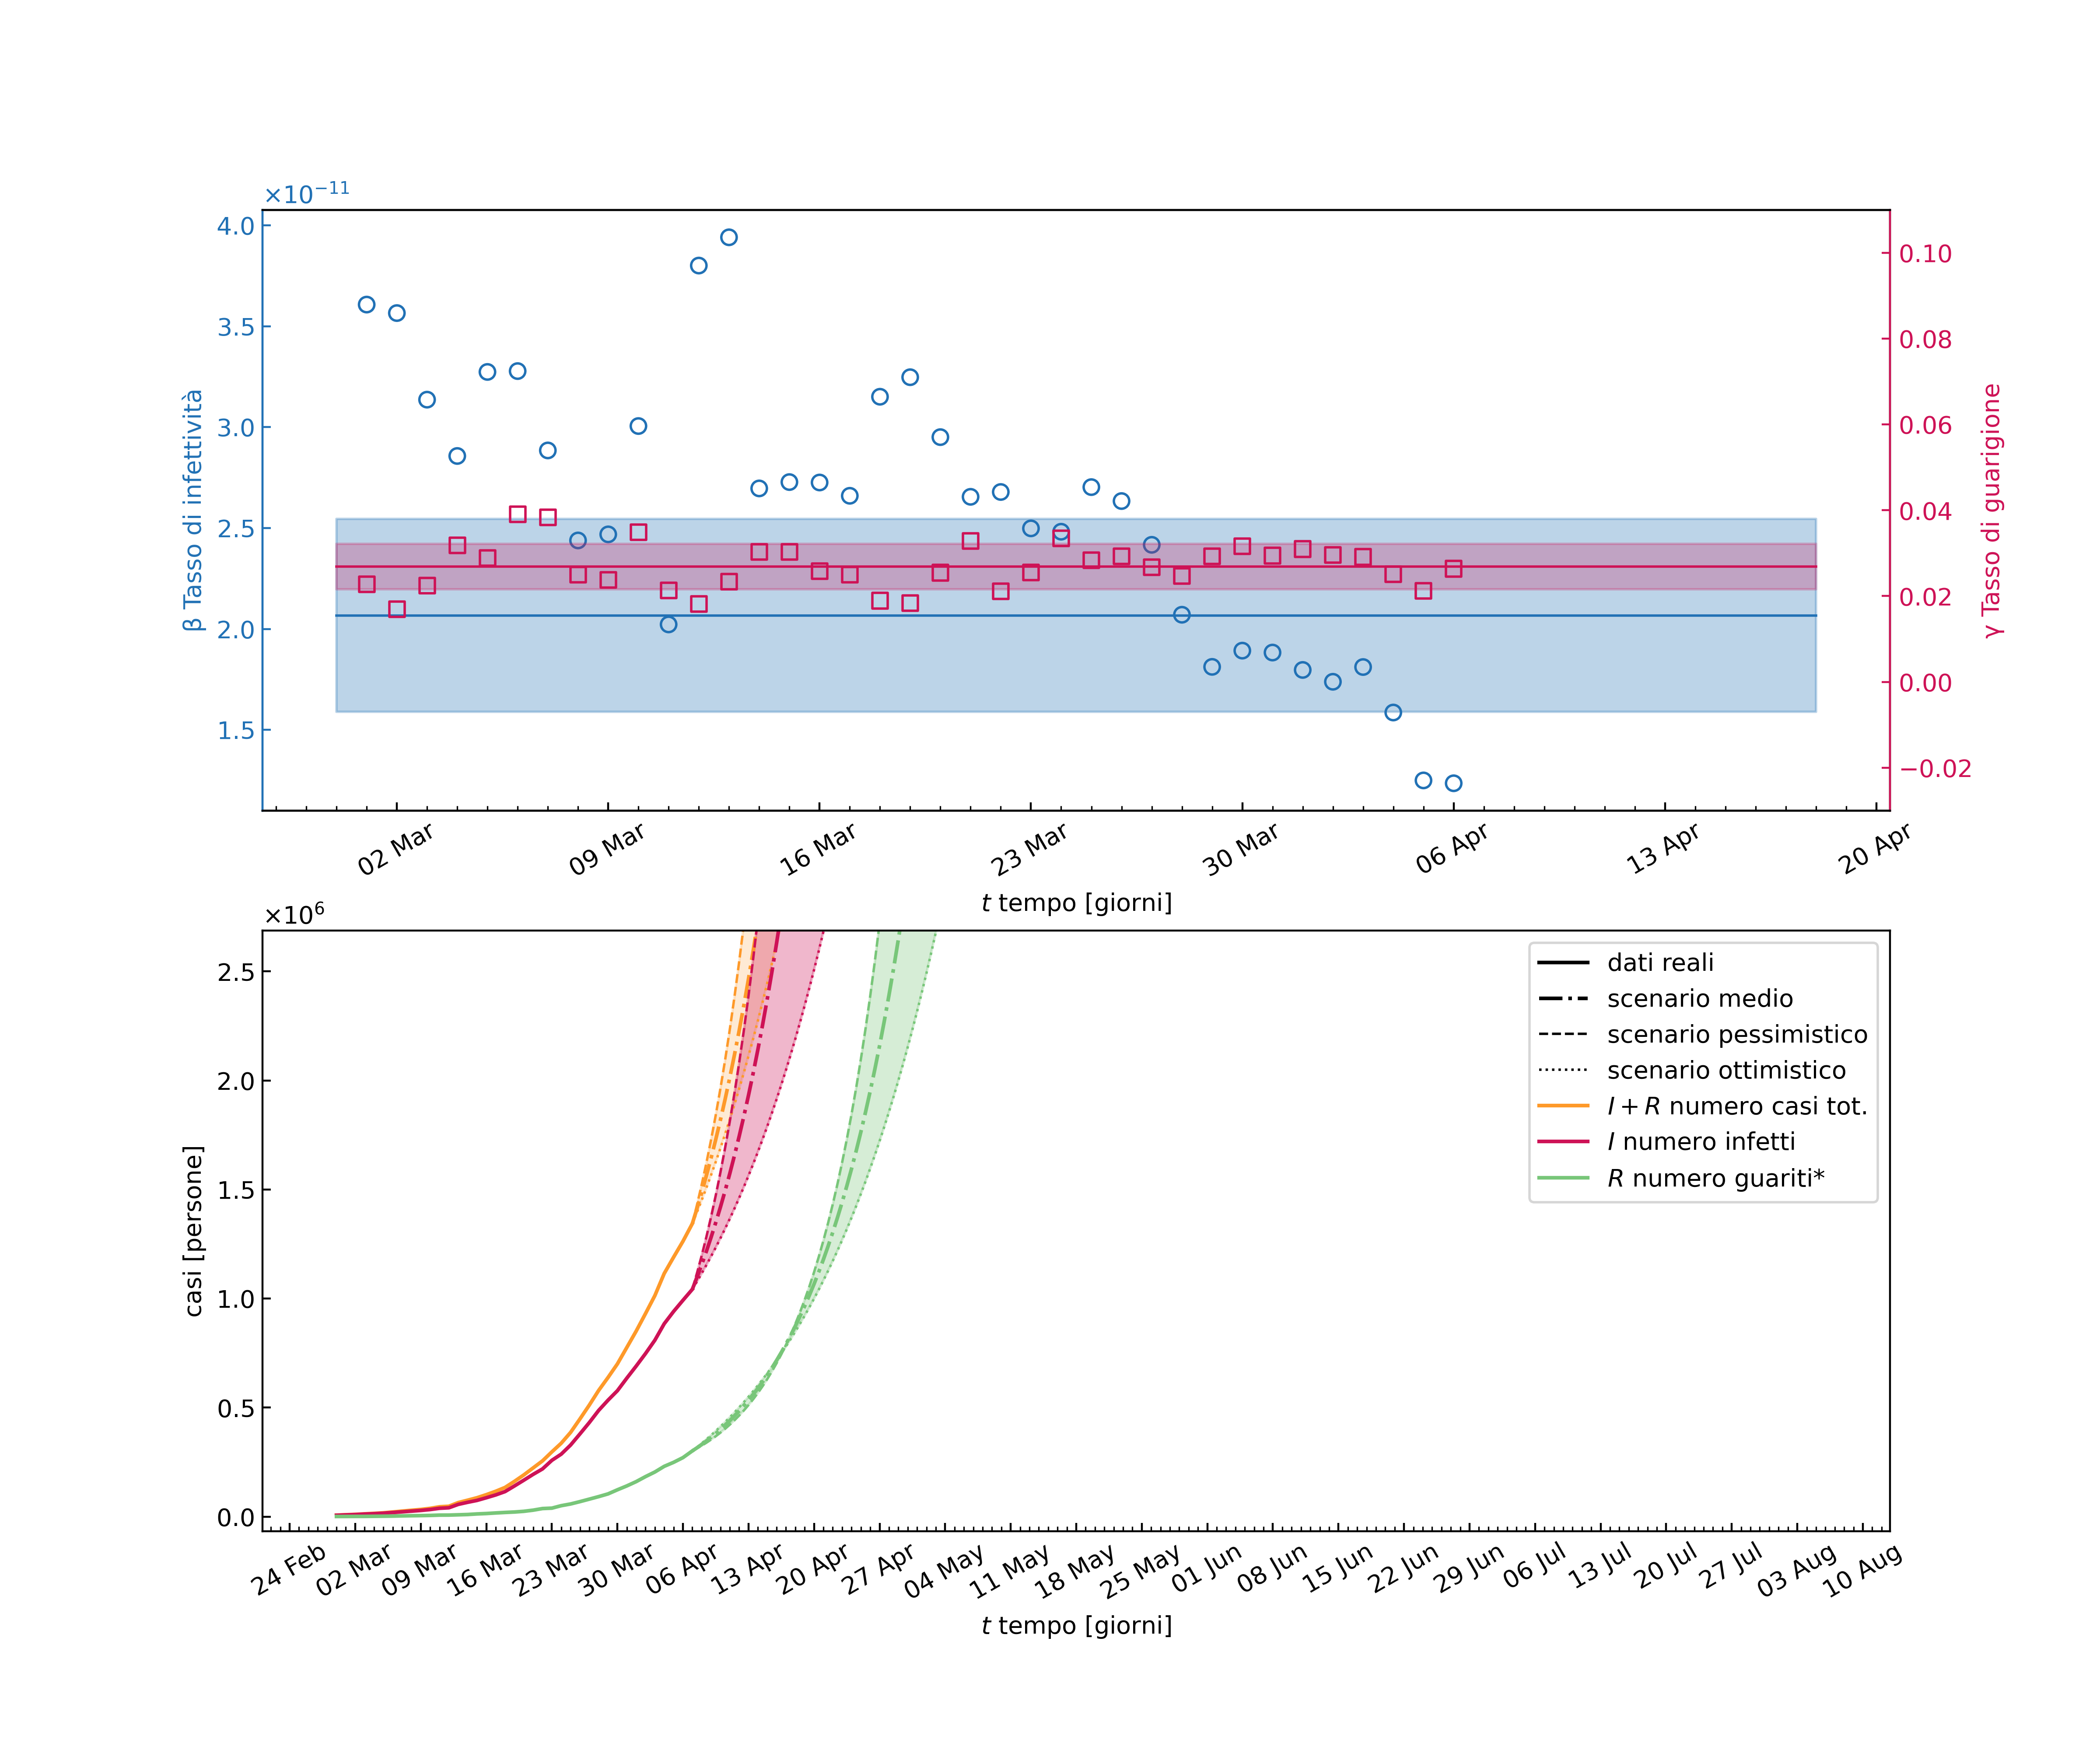 ×10⁻¹¹
4.0
3.5
3.0
2.5
2.0
1.5
β Tasso di infettività
0.10
0.08
0.06
0.04
0.02
0.00
−0.02
γ Tasso di guarigione
02 Mar
09 Mar
16 Mar
23 Mar
30 Mar
06 Apr
13 Apr
20 Apr
t tempo [giorni]
×10⁶
2.5
2.0
1.5
1.0
0.5
0.0
casi [persone]
dati reali
scenario medio
scenario pessimistico
scenario ottimistico
I + R numero casi tot.
I numero infetti
R numero guariti*
24 Feb
02 Mar
09 Mar
16 Mar
23 Mar
30 Mar
06 Apr
13 Apr
20 Apr
27 Apr
04 May
11 May
18 May
25 May
01 Jun
08 Jun
15 Jun
22 Jun
29 Jun
06 Jul
13 Jul
20 Jul
27 Jul
03 Aug
10 Aug
t tempo [giorni]